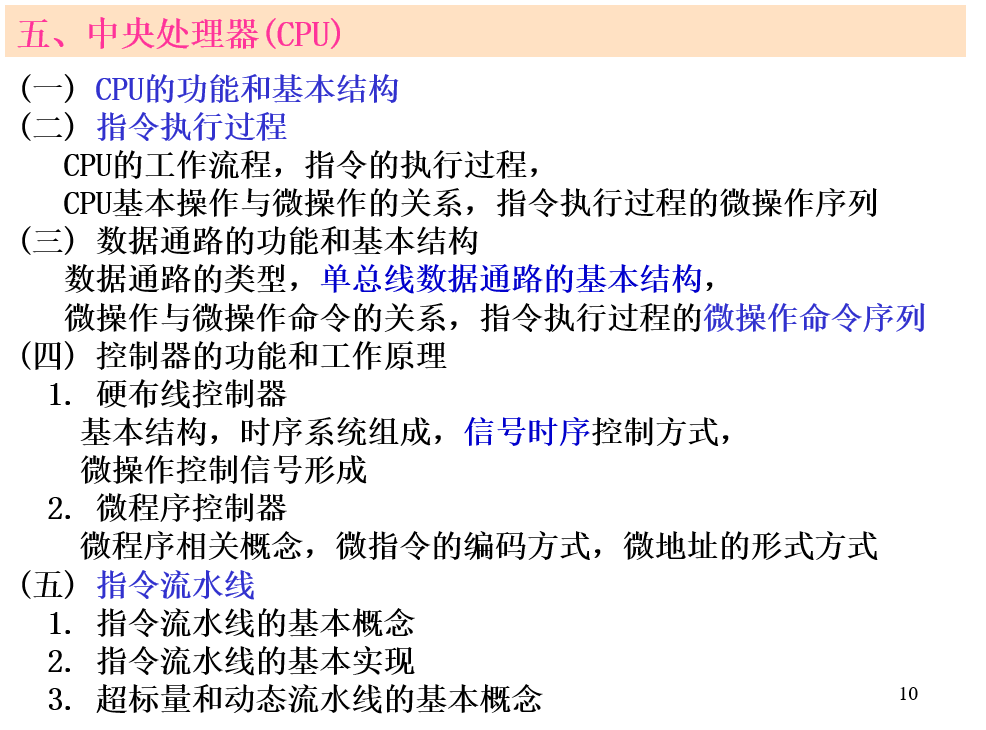 五、中央处理器(CPU)
(一) CPU的功能和基本结构
(二) 指令执行过程
CPU的工作流程，指令的执行过程，
CPU基本操作与微操作的关系，指令执行过程的微操作序列
(三) 数据通路的功能和基本结构
数据通路的类型，单总线数据通路的基本结构，
微操作与微操作命令的关系，指令执行过程的微操作命令序列
(四) 控制器的功能和工作原理
1. 硬布线控制器
基本结构，时序系统组成，信号时序控制方式，
微操作控制信号形成
2. 微程序控制器
微程序相关概念，微指令的编码方式，微地址的形式方式
(五) 指令流水线
1. 指令流水线的基本概念
2. 指令流水线的基本实现
3. 超标量和动态流水线的基本概念
10